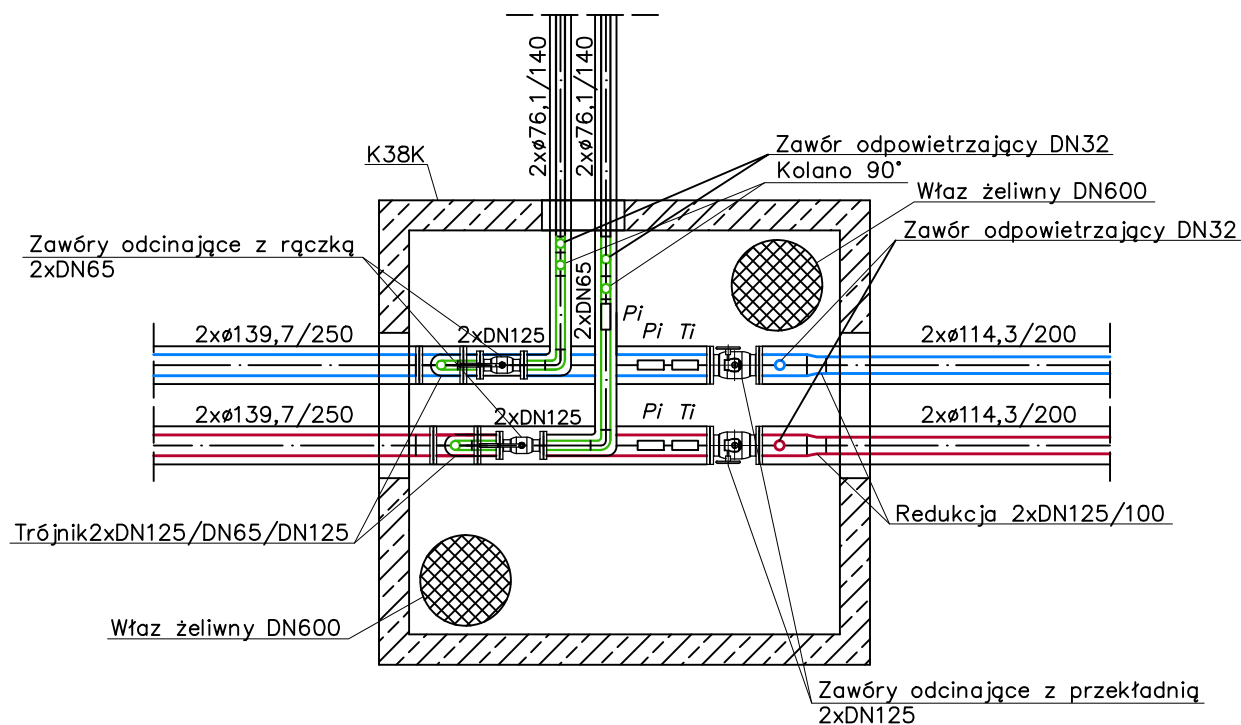 2xø76,1/140
2xø76,1/140
K38K
Zawór odpowietrzający DN32
Kolano 90°
Właz żeliwny DN600
Zawór odpowietrzający DN32
Zawóry odcinające z rączką
2xDN65
2xDN65
Pi
2xø139,7/250
2xDN125
Pi
Ti
2xø114,3/200
2xø139,7/250
2xDN125
Pi
Ti
2xø114,3/200
Redukcja 2xDN125/100
Trójnik2xDN125/DN65/DN125
Właz żeliwny DN600
Zawóry odcinające z przekładnią
2xDN125